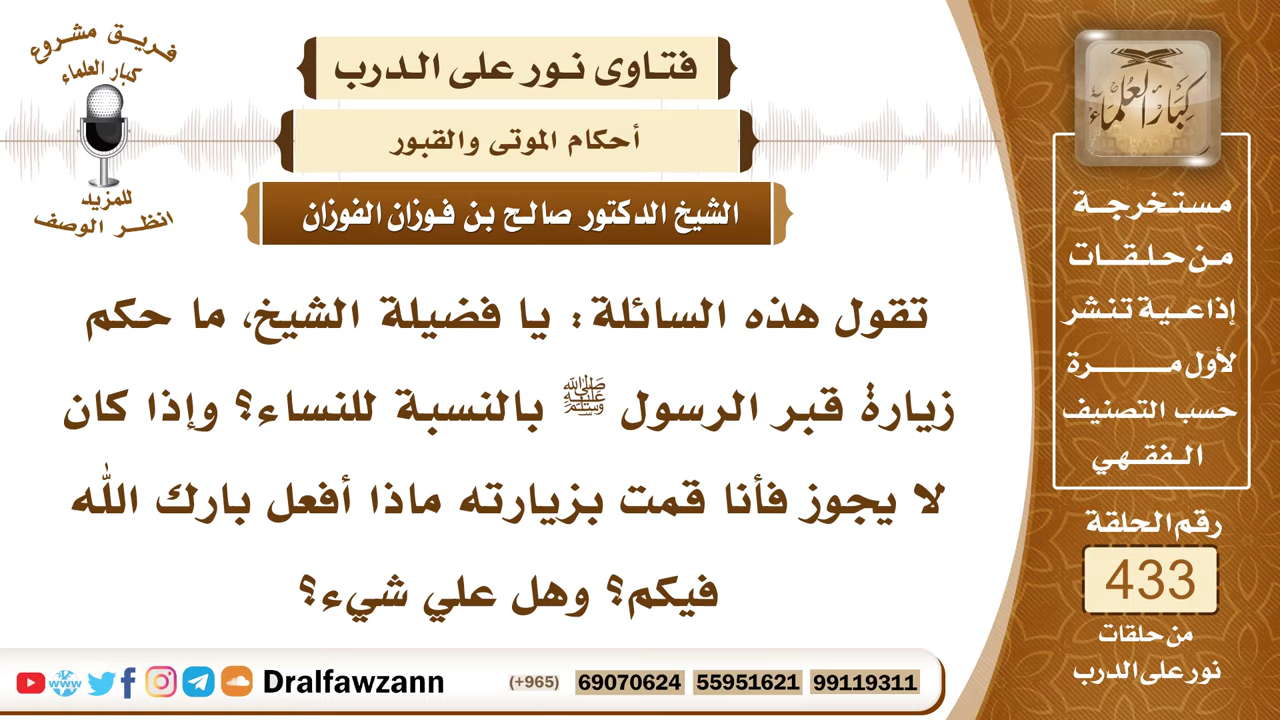 فريق مشروع
كبار العلماء
للمزيد
انظر الوصف
فتاوى نور على الدرب
أحكام الموتى والقبور
الشيخ الدكتور صالح بن فوزان الفوزان
تقول هذه السائلة: يا فضيلة الشيخ، ما حكم
زيارة قبر الرسول ﷺ بالنسبة للنساء؟ وإذا كان
لا يجوز فأنا قمت بزيارته ماذا أفعل بارك الله
فيكم؟ وهل علي شيء؟
كبار العلماء
مستخرجة
من حلقات
إذاعية تنشر
لأول مرة
حسب التصنيف
الفقهي
رقم الحلقة
433
من حلقات
نور على الدرب
www Dralfawzann (+965) 69070624 55951621 99119311